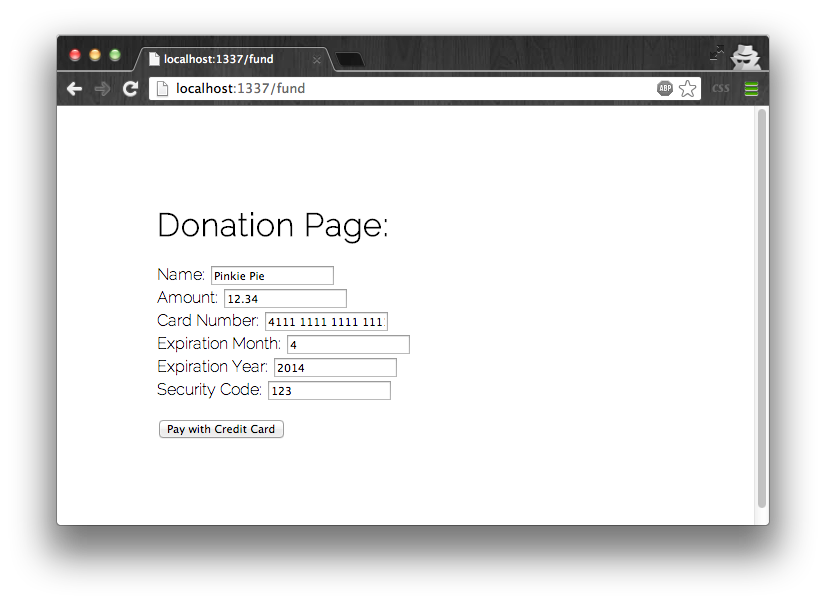 localhost:1337/fund
localhost:1337/fund
ABP
CSS
Donation Page:
Name: Pinkie Pie
Amount: 12.34
Card Number: 4111 1111 1111 111
Expiration Month: 4
Expiration Year: 2014
Security Code: 123
Pay with Credit Card